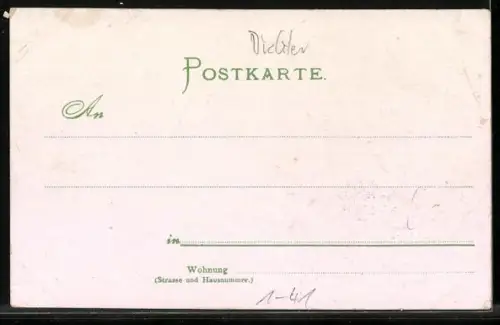 Dichter
POSTKARTE.
An
in
Wohnung
(Strasse und Hausnummer.)
1-41